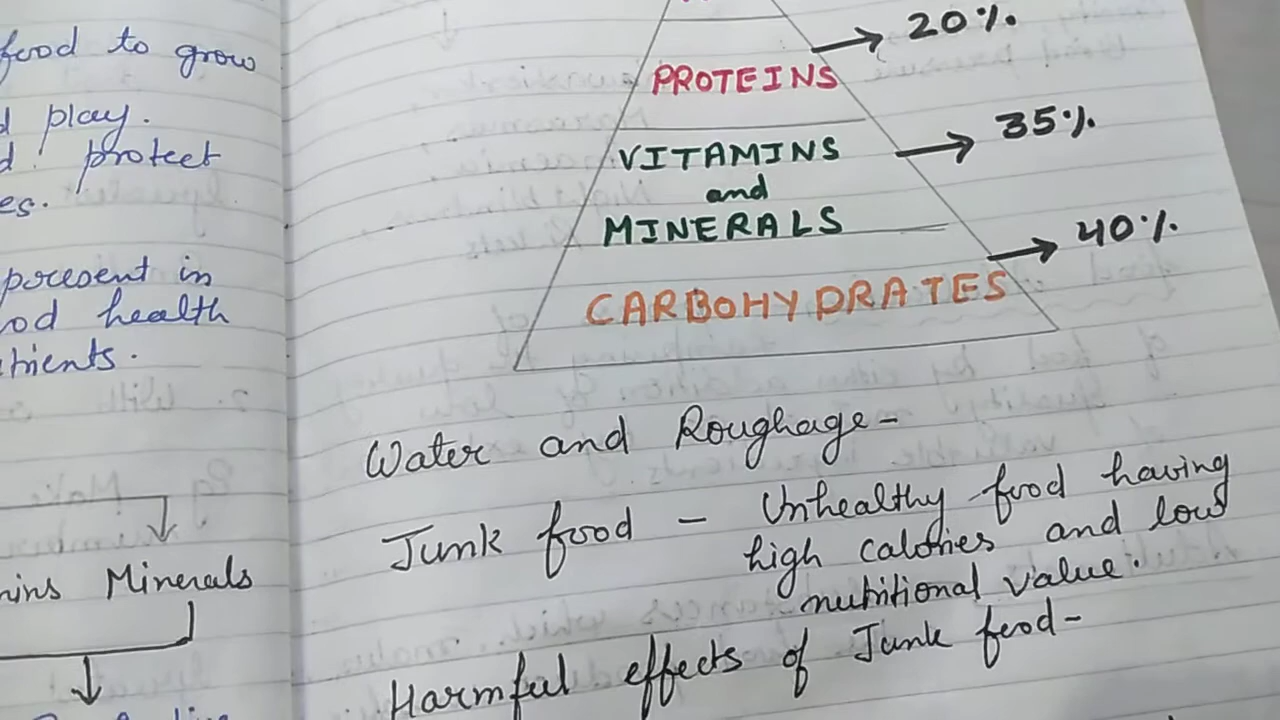 food to grow
play.
protect
es.
present in
od health
trients.
mins Minerals
20%.
PROTEINS
35%.
VITAMINS
and
MINERALS
40%.
CARBOHYDRATES
Water and Roughage-
Junk food - Unhealthy food having
high calories and low
nutritional value.
Harmful effects of Junk food-